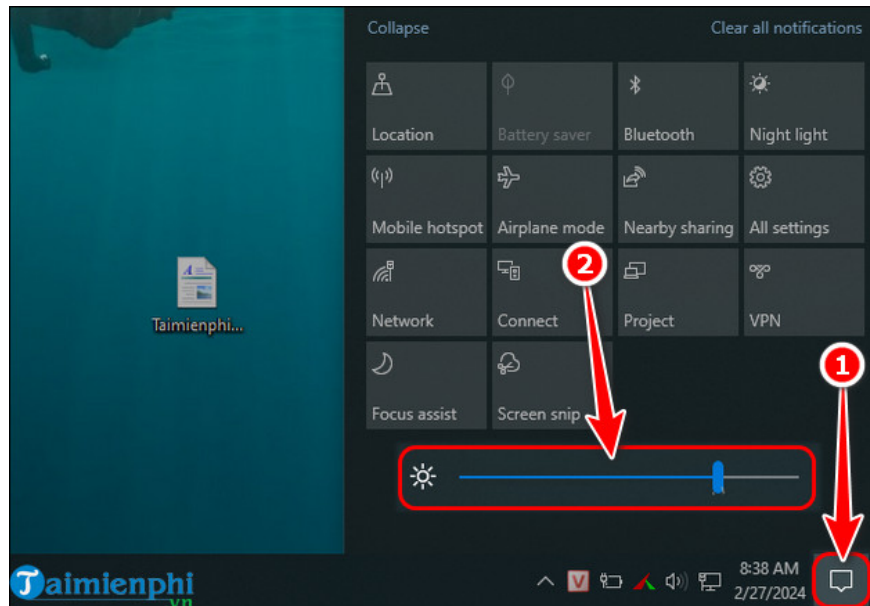 Collapse
Clear all notifications
Location
Battery saver
Bluetooth
Night light
Mobile hotspot
Airplane mode
Nearby sharing
All settings
2
Network
Connect
Project
VPN
Taimienphi...
1
Focus assist
Screen snip
V
8:38 AM
2/27/2024
Taimienphi
vn